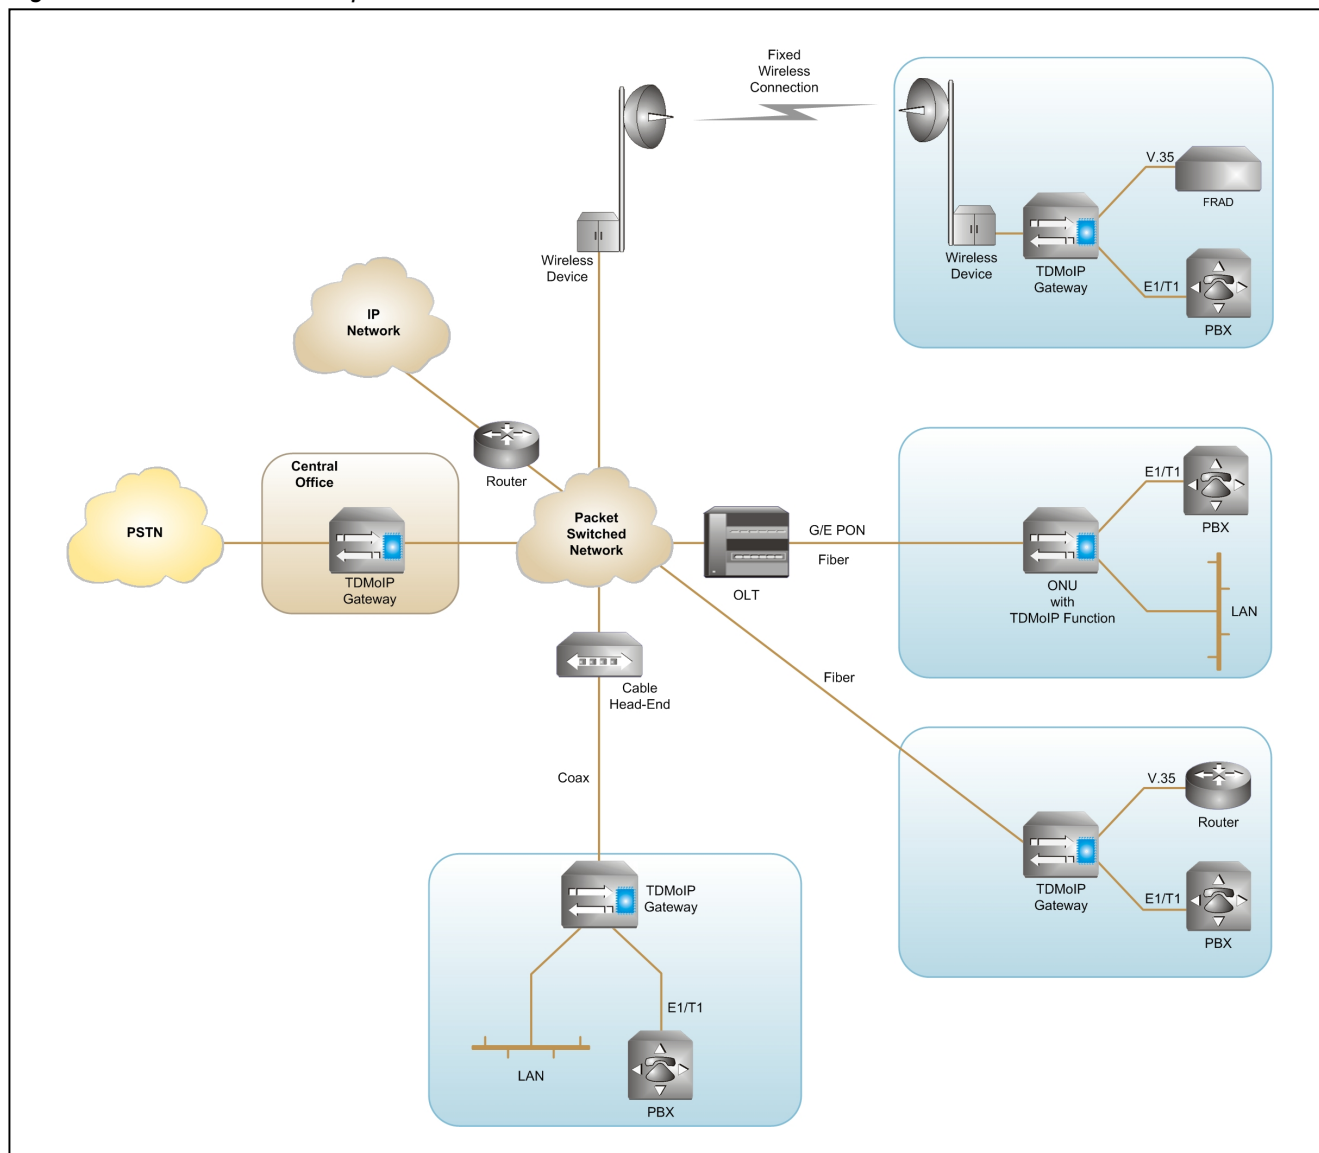 Fixed
Wireless
Connection
V.35
FRAD
Wireless
Device
Wireless
Device
TDMoIP
Gateway
E1/T1
PBX
IP
Network
Router
Central
Office
PSTN
TDMoIP
Gateway
Packet
Switched
Network
OLT
G/E PON
Fiber
E1/T1
PBX
ONU
with
TDMoIP Function
LAN
Cable
Head-End
Fiber
Coax
V.35
Router
TDMoIP
Gateway
E1/T1
PBX
TDMoIP
Gateway
E1/T1
LAN
PBX